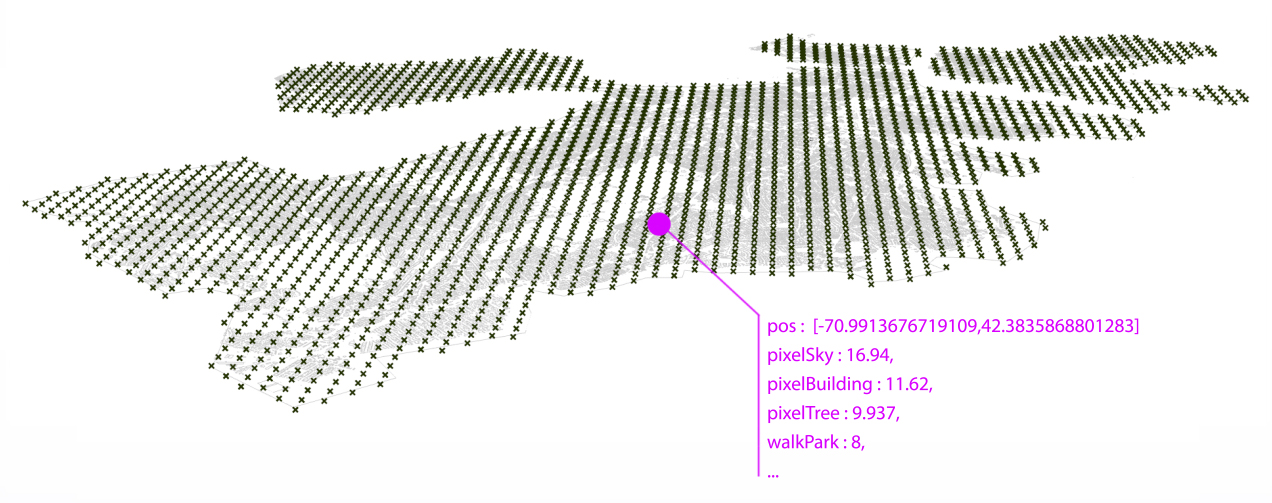 pos : [-70.9913676719109,42.3835868801283]
pixelSky : 16.94,
pixelBuilding : 11.62,
pixelTree : 9.937,
walkPark : 8,
...